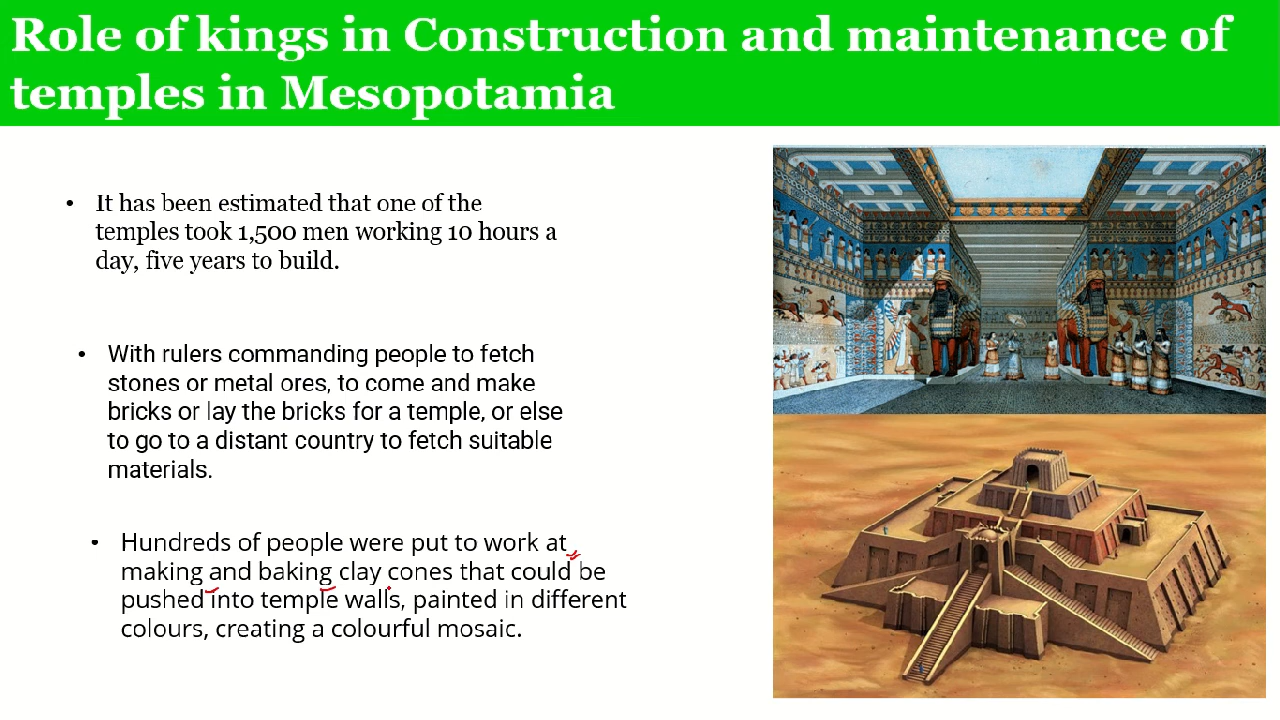 Role of kings in Construction and maintenance of
temples in Mesopotamia
• It has been estimated that one of the
temples took 1,500 men working 10 hours a
day, five years to build.
• With rulers commanding people to fetch
stones or metal ores, to come and make
bricks or lay the bricks for a temple, or else
to go to a distant country to fetch suitable
materials.
• Hundreds of people were put to work at
making and baking clay cones that could be
pushed into temple walls, painted in different
colours, creating a colourful mosaic.